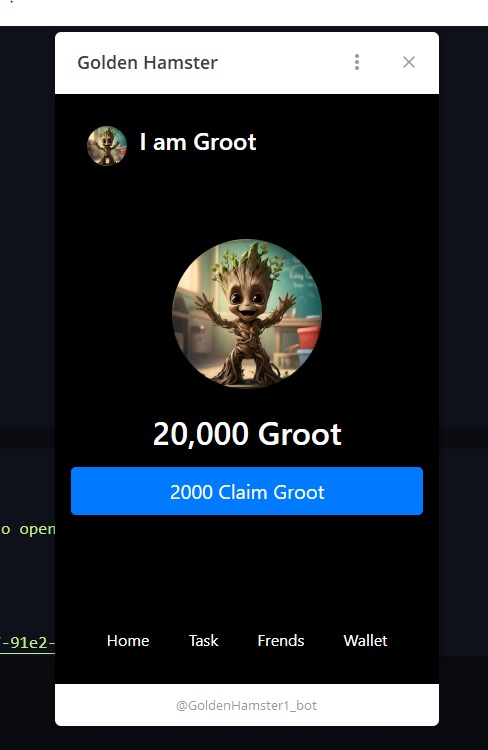 Golden Hamster
I am Groot
20,000 Groot
2000 Claim Groot
o open
-91e2-
Home Task Frends Wallet
@GoldenHamster1_bot